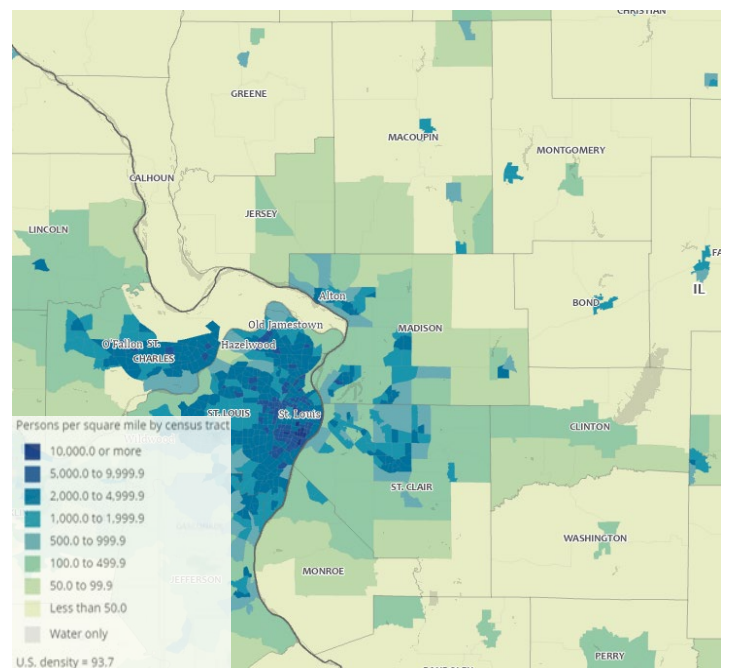 CHRISTIAN
GREENE
MACOUPIN
MONTGOMERY
CALHOUN
JERSEY
LINCOLN
FA
IL
Alton
BOND
Old Jamestown
MADISON
O'Fallon ST.
CHARLES
Hazelwood
ST. LOUIS
St. Louis
CLINTON
Persons per square mile by census tract
10,000.0 or more
5,000.0 to 9,999.9
2,000.0 to 4,999.9
1,000.0 to 1,999.9
500.0 to 999.9
100.0 to 499.9
50.0 to 99.9
Less than 50.0
Water only
U.S. density = 93.7
ST. CLAIR
WASHINGTON
MONROE
JEFFERSON
PERRY
RANDOLPH